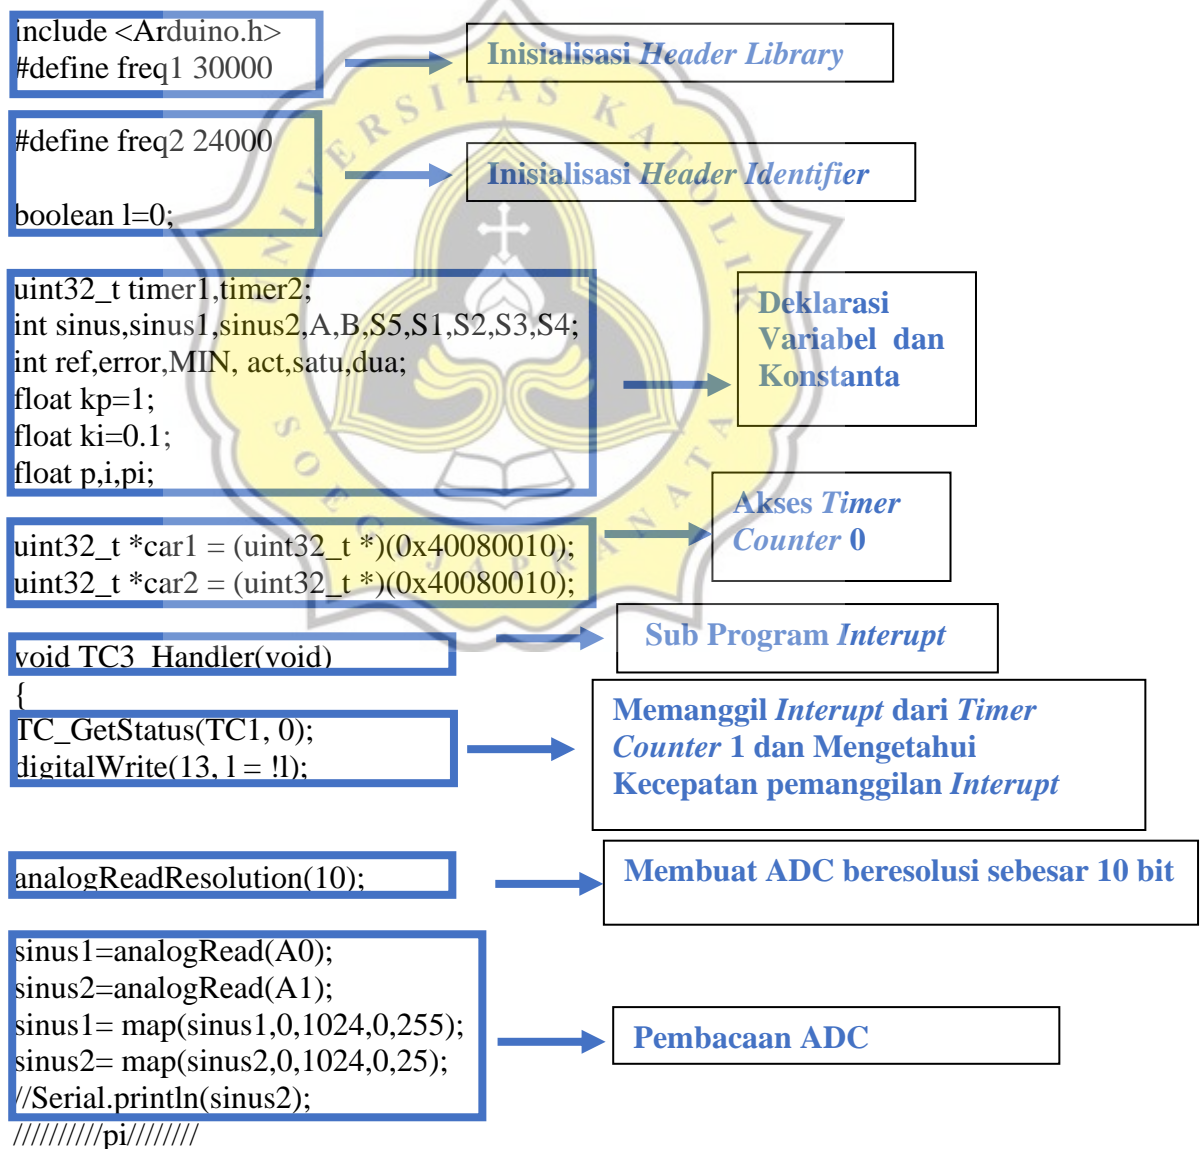 include <Arduino.h>
#define freq1 30000
Inisialisasi Header Library
#define freq2 24000
boolean l=0;
Inisialisasi Header Identifier
uint32_t timer1,timer2;
int sinus,sinus1,sinus2,A,B,S5,S1,S2,S3,S4;
int ref,error,MIN, act,satu,dua;
float kp=1;
float ki=0.1;
float p,i,pi;
Deklarasi
Variabel dan
Konstanta
uint32_t *car1 = (uint32_t *)(0x40080010);
uint32_t *car2 = (uint32_t *)(0x40080010);
Akses Timer
Counter 0
void TC3_Handler(void)
Sub Program Interupt
{
TC_GetStatus(TC1, 0);
digitalWrite(13, l = !l);
Memanggil Interupt dari Timer
Counter 1 dan Mengetahui
Kecepatan pemanggilan Interupt
analogReadResolution(10);
Membuat ADC beresolusi sebesar 10 bit
sinus1=analogRead(A0);
sinus2=analogRead(A1);
sinus1= map(sinus1,0,1024,0,255);
sinus2= map(sinus2,0,1024,0,25);
//Serial.println(sinus2);
Pembacaan ADC
//////////pi////////
UNIVERSITAS KATOLIK
SOEGIJAPRANATA